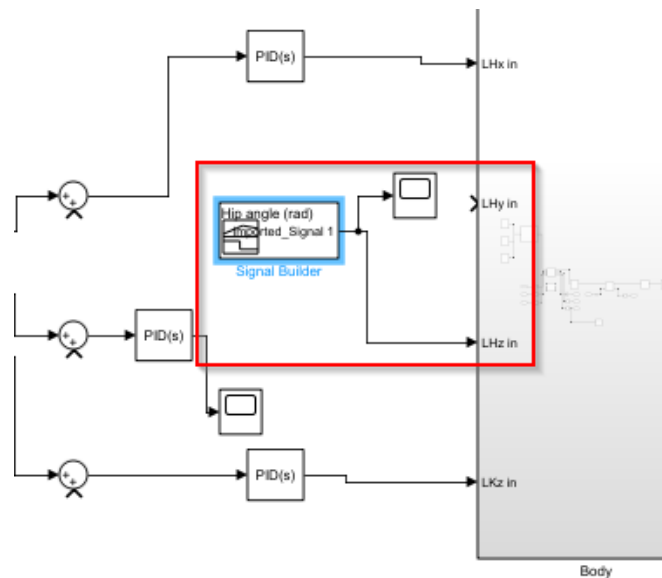 PID(s)
LHx in
LHy in
Hip angle (rad)
Imported_Signal 1
Signal Builder
PID(s)
LHz in
PID(s)
LKz in
Body